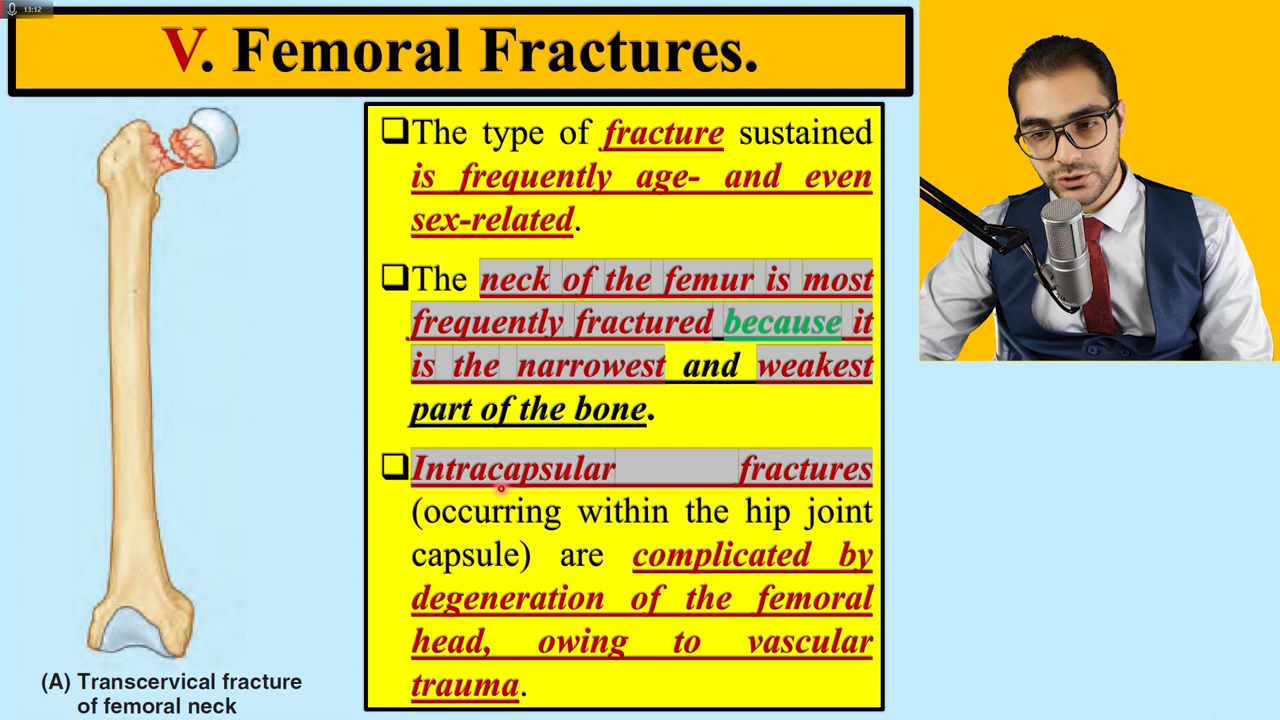 13:12
V. Femoral Fractures.
❑The type of fracture sustained
is frequently age- and even
sex-related.
❑The neck of the femur is most
frequently fractured because it
is the narrowest and weakest
part of the bone.
❑Intracapsular fractures
(occurring within the hip joint
capsule) are complicated by
degeneration of the femoral
head, owing to vascular
trauma.
(A) Transcervical fracture
of femoral neck